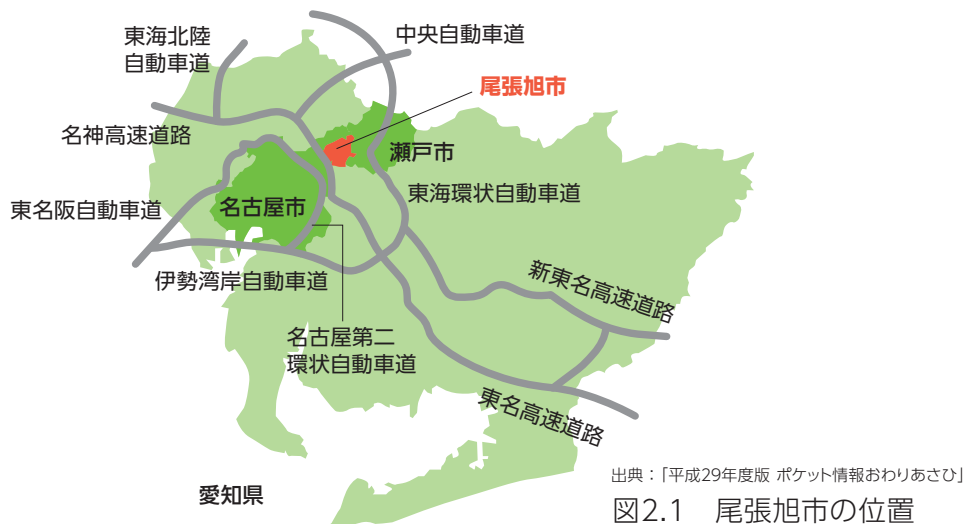 東海北陸
自動車道
中央自動車道
尾張旭市
名神高速道路
瀬戸市
東海環状自動車道
東名阪自動車道
名古屋市
伊勢湾岸自動車道
新東名高速道路
名古屋第二
環状自動車道
東名高速道路
愛知県
出典：「平成29年度版 ポケット情報おわりあさひ」
図2.1 尾張旭市の位置